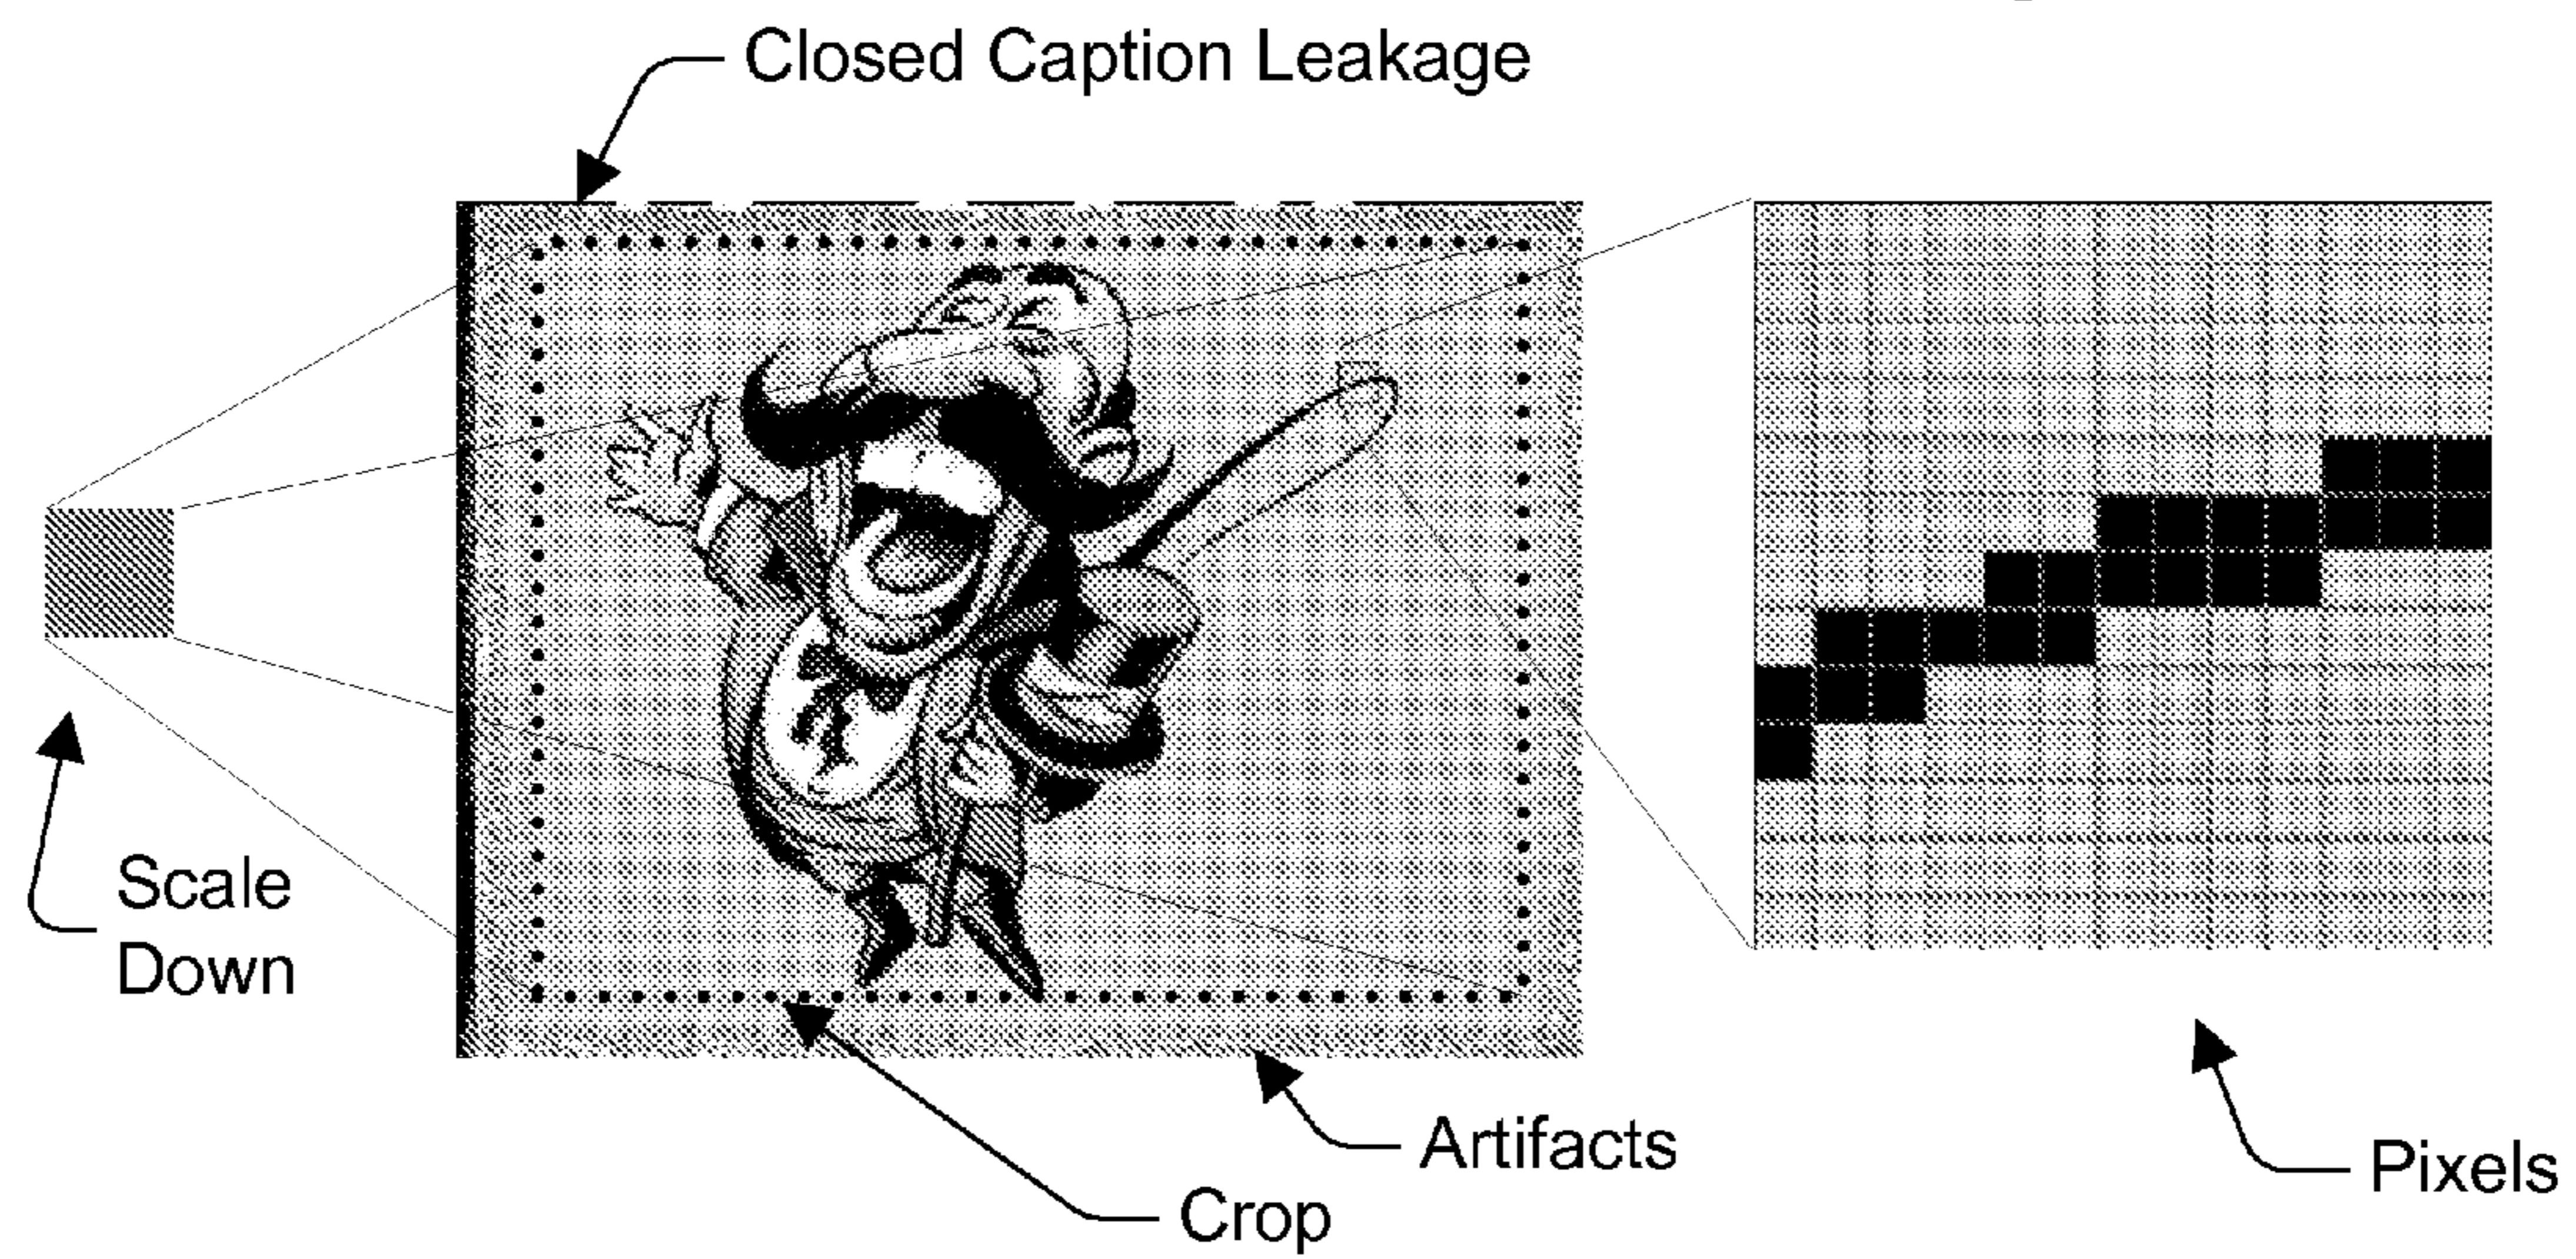 Closed Caption Leakage
Scale
Down
Artifacts
Pixels
Crop